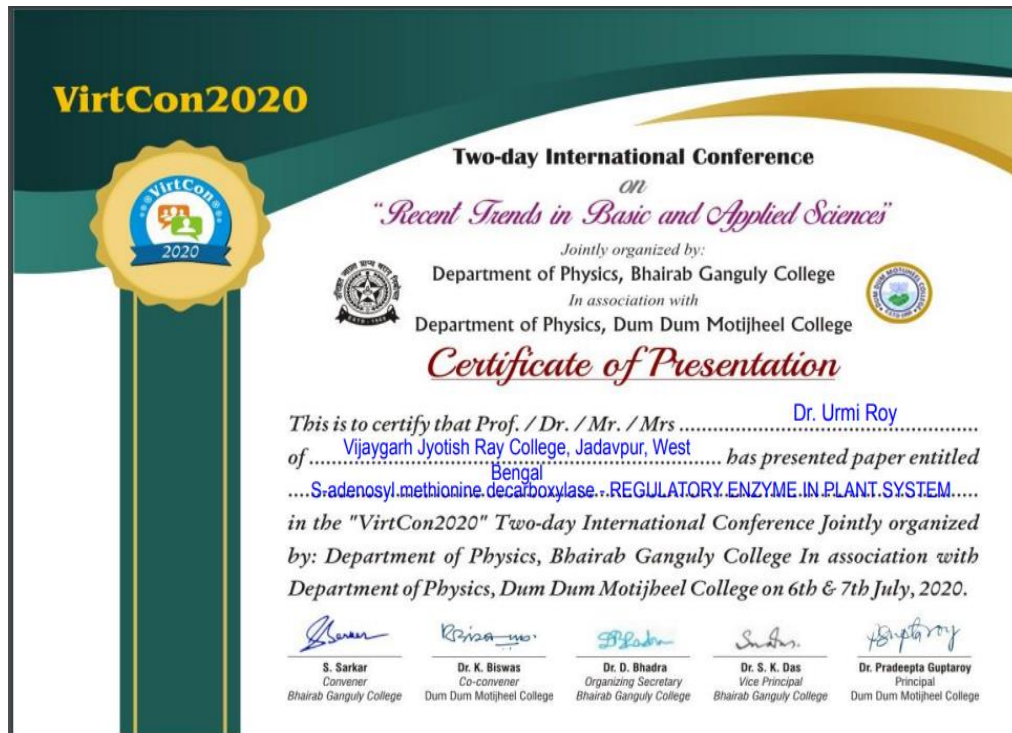 VirtCon2020
VirtCon
2020
Two-day International Conference
on
"Recent Trends in Basic and Applied Sciences"
Jointly organized by:
Department of Physics, Bhairab Ganguly College
In association with
Department of Physics, Dum Dum Motijheel College
DUM DUM MOTIJHEEL COLLEGE
Certificate of Presentation
This is to certify that Prof. / Dr. / Mr. / Mrs ........ Dr. Urmi Roy ........
of ........ Vijaygarh Jyotish Ray College, Jadavpur, West Bengal ........ has presented paper entitled
S-adenosyl methionine decarboxylase - REGULATORY ENZYME IN PLANT SYSTEM
in the "VirtCon2020" Two-day International Conference Jointly organized
by: Department of Physics, Bhairab Ganguly College In association with
Department of Physics, Dum Dum Motijheel College on 6th & 7th July, 2020.
S. Sarkar
Convener
Bhairab Ganguly College
Dr. K. Biswas
Co-convener
Dum Dum Motijheel College
Dr. D. Bhadra
Organizing Secretary
Bhairab Ganguly College
Dr. S. K. Das
Vice Principal
Bhairab Ganguly College
Dr. Pradeepta Guptaroy
Principal
Dum Dum Motijheel College